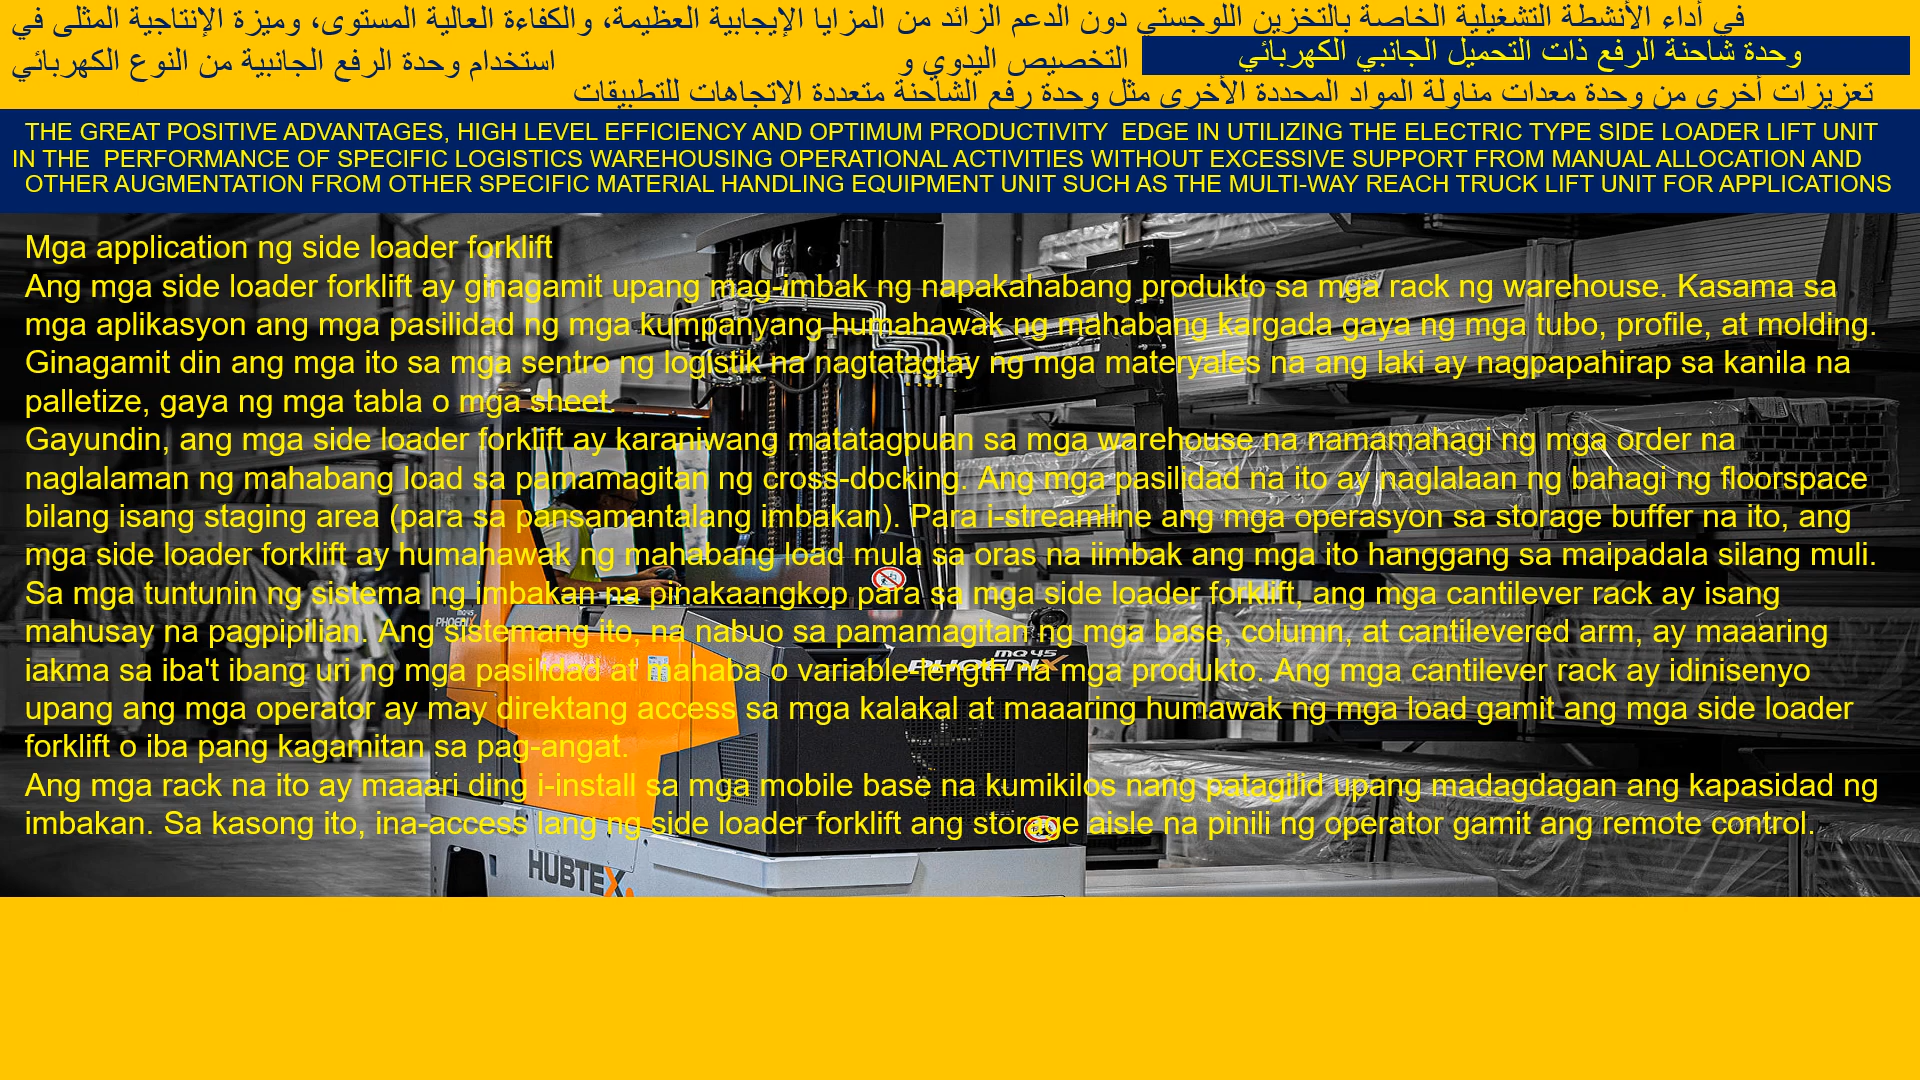 في أداء الأنشطة التشغيلية الخاصة بالتخزين اللوجستي دون الدعم الزائد من المزايا الإيجابية العظيمة، والكفاءة العالية المستوى، وميزة الإنتاجية المثلى في
وحدة شاحنة الرفع ذات التحميل الجانبي الكهربائي التخصيص اليدوي و استخدام وحدة الرفع الجانبية من النوع الكهربائي
تعزيزات أخرى من وحدة معدات مناولة المواد المحددة الأخرى مثل وحدة رفع الشاحنة متعددة الاتجاهات للتطبيقات
THE GREAT POSITIVE ADVANTAGES, HIGH LEVEL EFFICIENCY AND OPTIMUM PRODUCTIVITY EDGE IN UTILIZING THE ELECTRIC TYPE SIDE LOADER LIFT UNIT
IN THE PERFORMANCE OF SPECIFIC LOGISTICS WAREHOUSING OPERATIONAL ACTIVITIES WITHOUT EXCESSIVE SUPPORT FROM MANUAL ALLOCATION AND
OTHER AUGMENTATION FROM OTHER SPECIFIC MATERIAL HANDLING EQUIPMENT UNIT SUCH AS THE MULTI-WAY REACH TRUCK LIFT UNIT FOR APPLICATIONS
Mga application ng side loader forklift
Ang mga side loader forklift ay ginagamit upang mag-imbak ng napakahabang produkto sa mga rack ng warehouse. Kasama sa
mga aplikasyon ang mga pasilidad ng mga kumpanyang humahawak ng mahabang kargada gaya ng mga tubo, profile, at molding.
Ginagamit din ang mga ito sa mga sentro ng logistik na nagtataglay ng mga materyales na ang laki ay nagpapahirap sa kanila na
palletize, gaya ng mga tabla o mga sheet.
Gayundin, ang mga side loader forklift ay karaniwang matatagpuan sa mga warehouse na namamahagi ng mga order na
naglalaman ng mahabang load sa pamamagitan ng cross-docking. Ang mga pasilidad na ito ay naglalaan ng bahagi ng floorspace
bilang isang staging area (para sa pansamantalang imbakan). Para i-streamline ang mga operasyon sa storage buffer na ito, ang
mga side loader forklift ay humahawak ng mahabang load mula sa oras na iimbak ang mga ito hanggang sa maipadala silang muli.
Sa mga tuntunin ng sistema ng imbakan na pinakaangkop para sa mga side loader forklift, ang mga cantilever rack ay isang
mahusay na pagpipilian. Ang sistemang ito, na nabuo sa pamamagitan ng mga base, column, at cantilevered arm, ay maaaring
iakma sa iba't ibang uri ng mga pasilidad at mahaba o variable-length na mga produkto. Ang mga cantilever rack ay idinisenyo
upang ang mga operator ay may direktang access sa mga kalakal at maaaring humawak ng mga load gamit ang mga side loader
forklift o iba pang kagamitan sa pag-angat.
Ang mga rack na ito ay maaari ding i-install sa mga mobile base na kumikilos nang patagilid upang madagdagan ang kapasidad ng
imbakan. Sa kasong ito, ina-access lang ng side loader forklift ang storage aisle na pinili ng operator gamit ang remote control.
MQ 45
PHOENIX
MQ 45
PHOENIX
HUBTEX